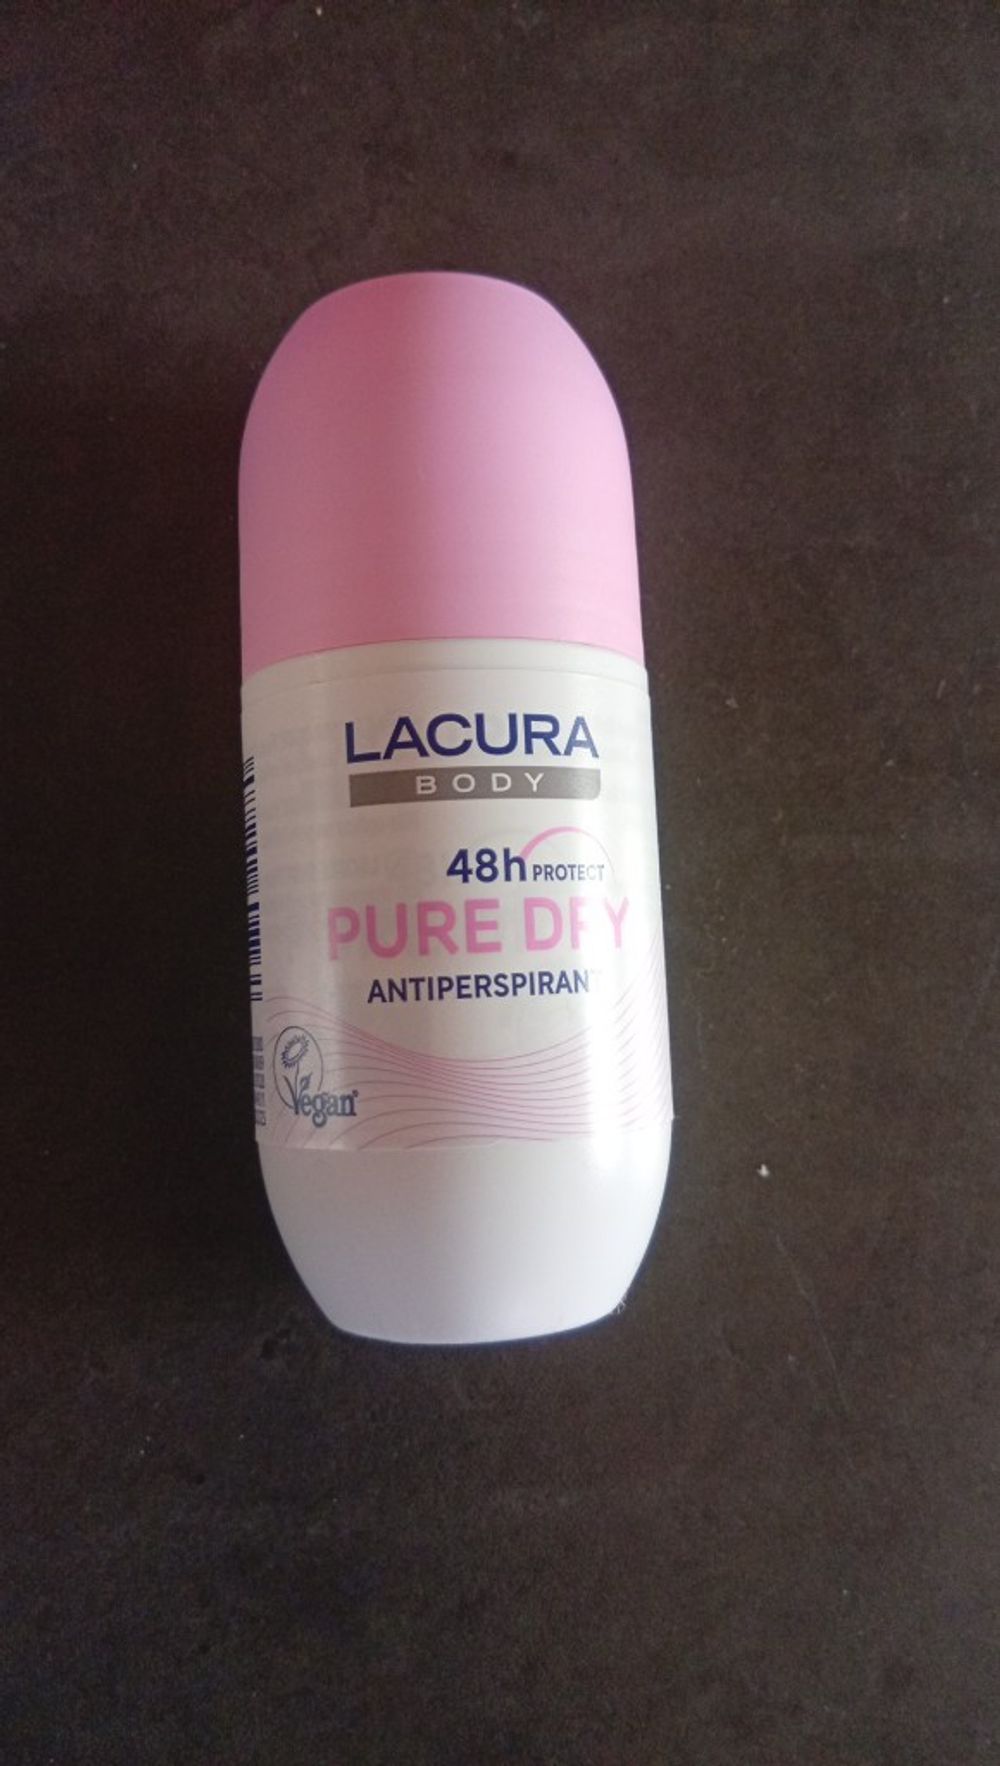 LACURA
BODY
48h PROTECT
PURE DRY
ANTIPERSPIRANT
Vegan